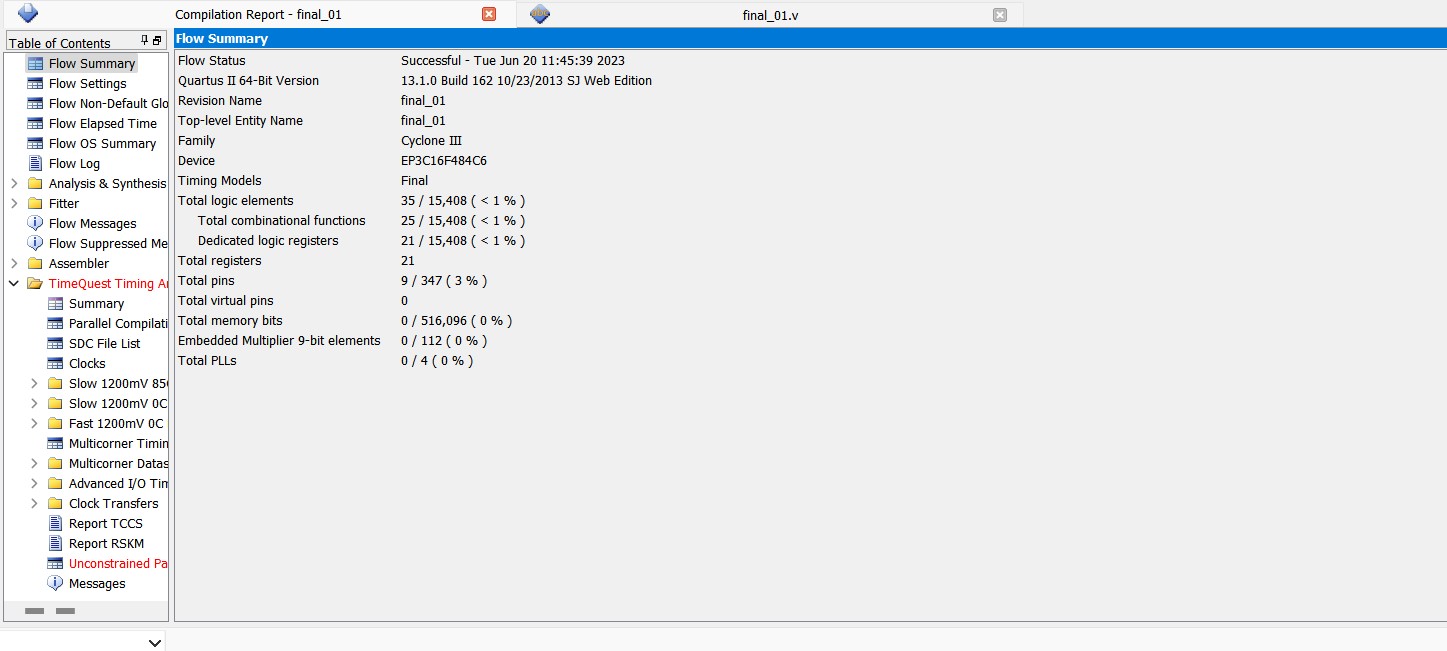 Compilation Report - final_01
final_01.v
Table of Contents
Flow Summary
Flow Settings
Flow Non-Default Glo
Flow Elapsed Time
Flow OS Summary
Flow Log
Analysis & Synthesis
Fitter
Flow Messages
Flow Suppressed Me
Assembler
TimeQuest Timing A
Summary
Parallel Compilati
SDC File List
Clocks
Slow 1200mV 85
Slow 1200mV 0C
Fast 1200mV 0C
Multicorner Timin
Multicorner Datas
Advanced I/O Tim
Clock Transfers
Report TCCS
Report RSKM
Unconstrained Pa
Messages
Flow Summary
Flow Status Successful - Tue Jun 20 11:45:39 2023
Quartus II 64-Bit Version 13.1.0 Build 162 10/23/2013 SJ Web Edition
Revision Name final_01
Top-level Entity Name final_01
Family Cyclone III
Device EP3C16F484C6
Timing Models Final
Total logic elements 35 / 15,408 ( < 1 % )
Total combinational functions 25 / 15,408 ( < 1 % )
Dedicated logic registers 21 / 15,408 ( < 1 % )
Total registers 21
Total pins 9 / 347 ( 3 % )
Total virtual pins 0
Total memory bits 0 / 516,096 ( 0 % )
Embedded Multiplier 9-bit elements 0 / 112 ( 0 % )
Total PLLs 0 / 4 ( 0 % )